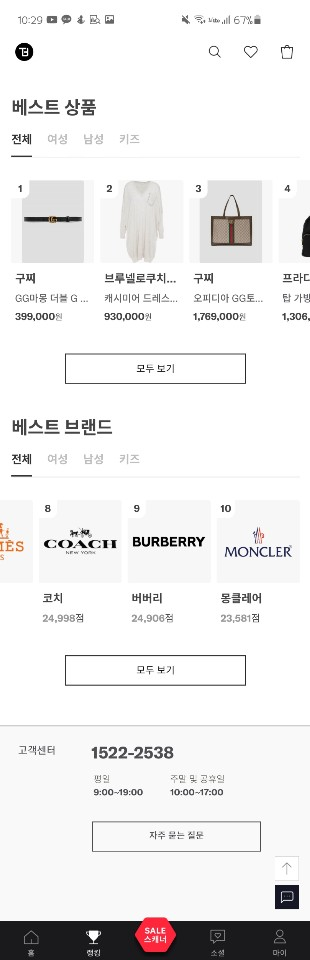 10:29
67%
베스트 상품
전체 여성 남성 키즈
1 2 3 4
구찌 브루넬로쿠치... 구찌 프라다
GG마몽 더블 G ... 캐시미어 드레스... 오피디아 GG토... 탑 가방
399,000원 930,000원 1,769,000원 1,306,
모두 보기
베스트 브랜드
전체 여성 남성 키즈
8 9 10
COACH
NEW YORK
BURBERRY
MONCLER
코치 버버리 몽클레어
24,998점 24,906점 23,581점
모두 보기
고객센터 1522-2538
평일 주말 및 공휴일
9:00~19:00 10:00~17:00
자주 묻는 질문
홈 랭킹 SALE 스캐너 소셜 마이